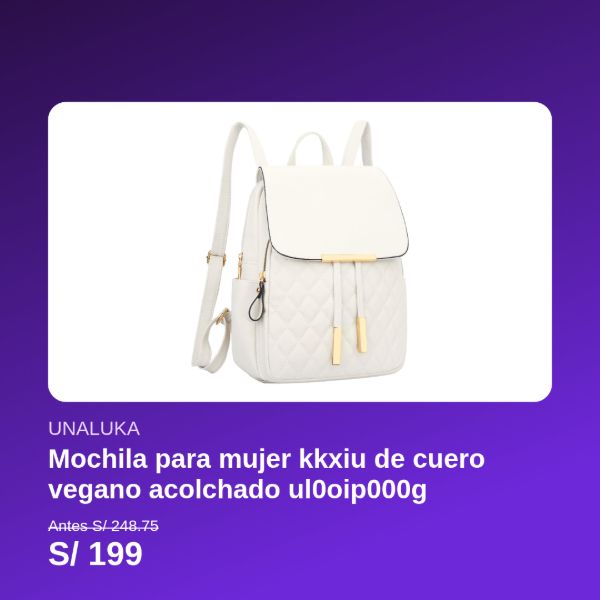 UNALUKA
Mochila para mujer kkxiu de cuero
vegano acolchado ul0oip000g
Antes S/ 248.75
S/ 199